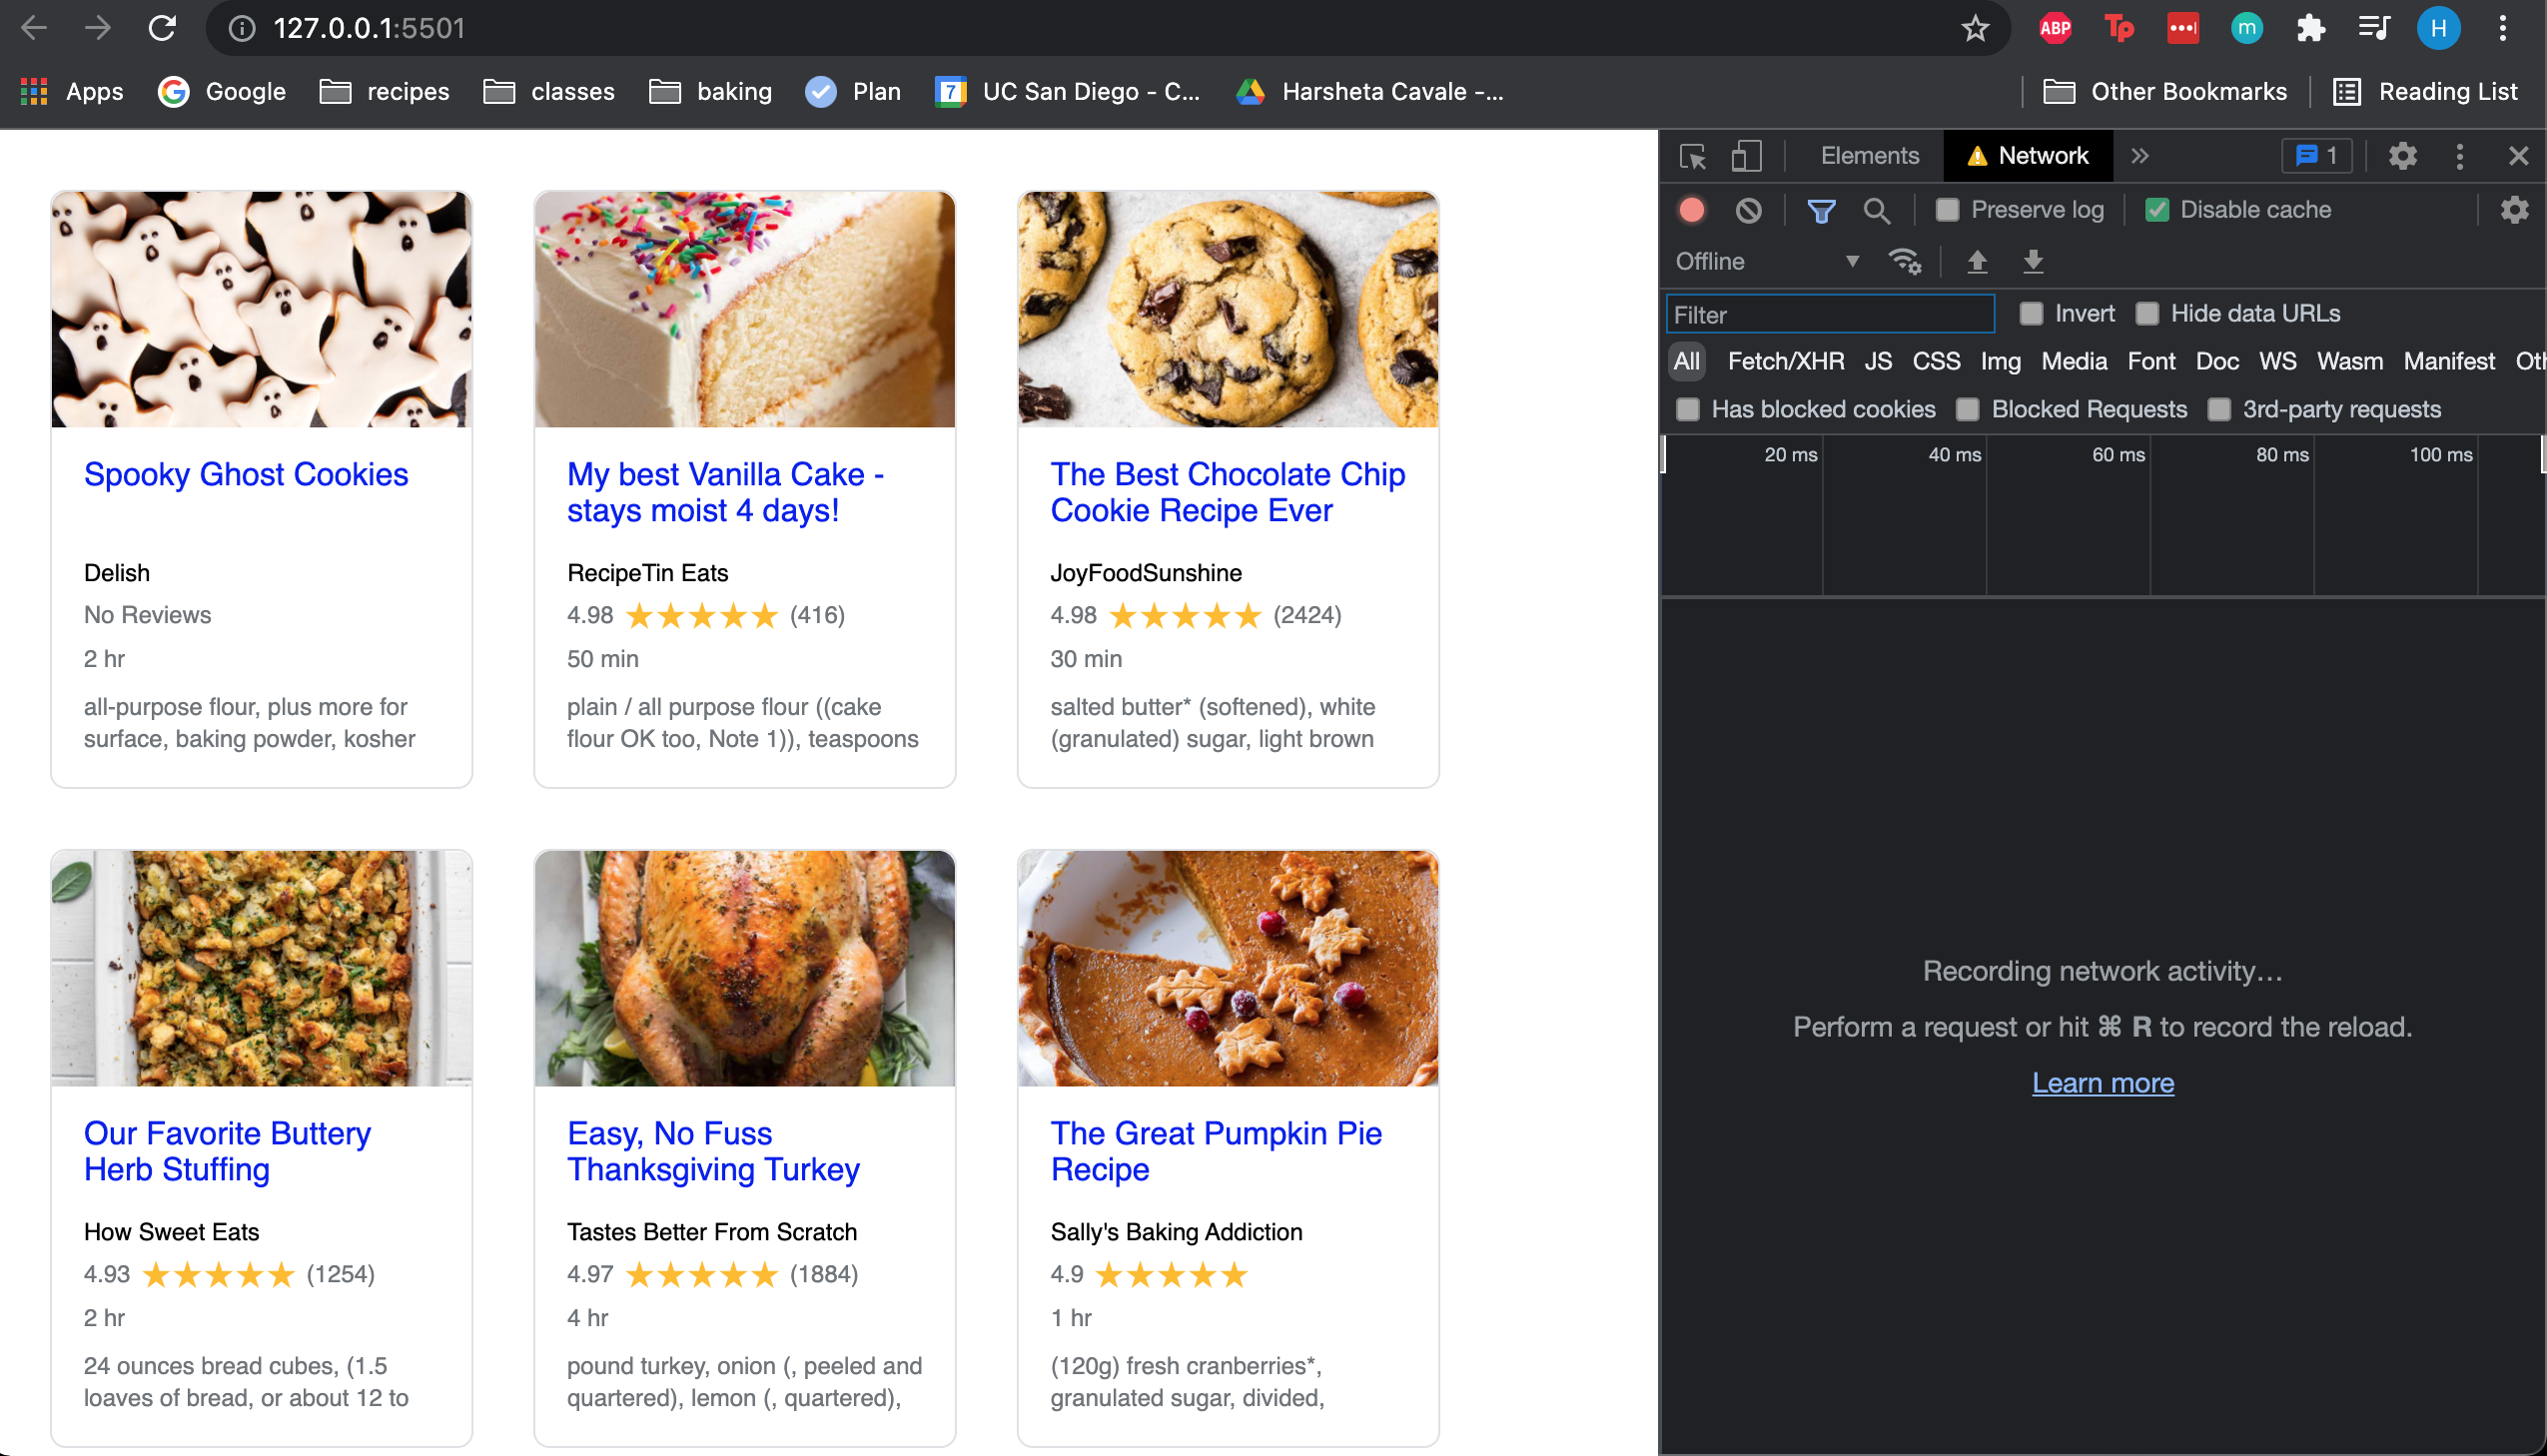 127.0.0.1:5501
ABP
Tp
m
H
Apps
Google
recipes
classes
baking
Plan
7
UC San Diego - C...
Harsheta Cavale -...
Other Bookmarks
Reading List
Elements
Network
1
Preserve log
Disable cache
Offline
Filter
Invert
Hide data URLs
All Fetch/XHR JS CSS Img Media Font Doc WS Wasm Manifest Oth
Has blocked cookies
Blocked Requests
3rd-party requests
20 ms
40 ms
60 ms
80 ms
100 ms
Recording network activity…
Perform a request or hit ⌘ R to record the reload.
Learn more
Spooky Ghost Cookies
Delish
No Reviews
2 hr
all-purpose flour, plus more for
surface, baking powder, kosher
My best Vanilla Cake -
stays moist 4 days!
RecipeTin Eats
4.98 ★★★★★ (416)
50 min
plain / all purpose flour ((cake
flour OK too, Note 1)), teaspoons
The Best Chocolate Chip
Cookie Recipe Ever
JoyFoodSunshine
4.98 ★★★★★ (2424)
30 min
salted butter* (softened), white
(granulated) sugar, light brown
Our Favorite Buttery
Herb Stuffing
How Sweet Eats
4.93 ★★★★★ (1254)
2 hr
24 ounces bread cubes, (1.5
loaves of bread, or about 12 to
Easy, No Fuss
Thanksgiving Turkey
Tastes Better From Scratch
4.97 ★★★★★ (1884)
4 hr
pound turkey, onion (, peeled and
quartered), lemon (, quartered),
The Great Pumpkin Pie
Recipe
Sally's Baking Addiction
4.9 ★★★★★
1 hr
(120g) fresh cranberries*,
granulated sugar, divided,